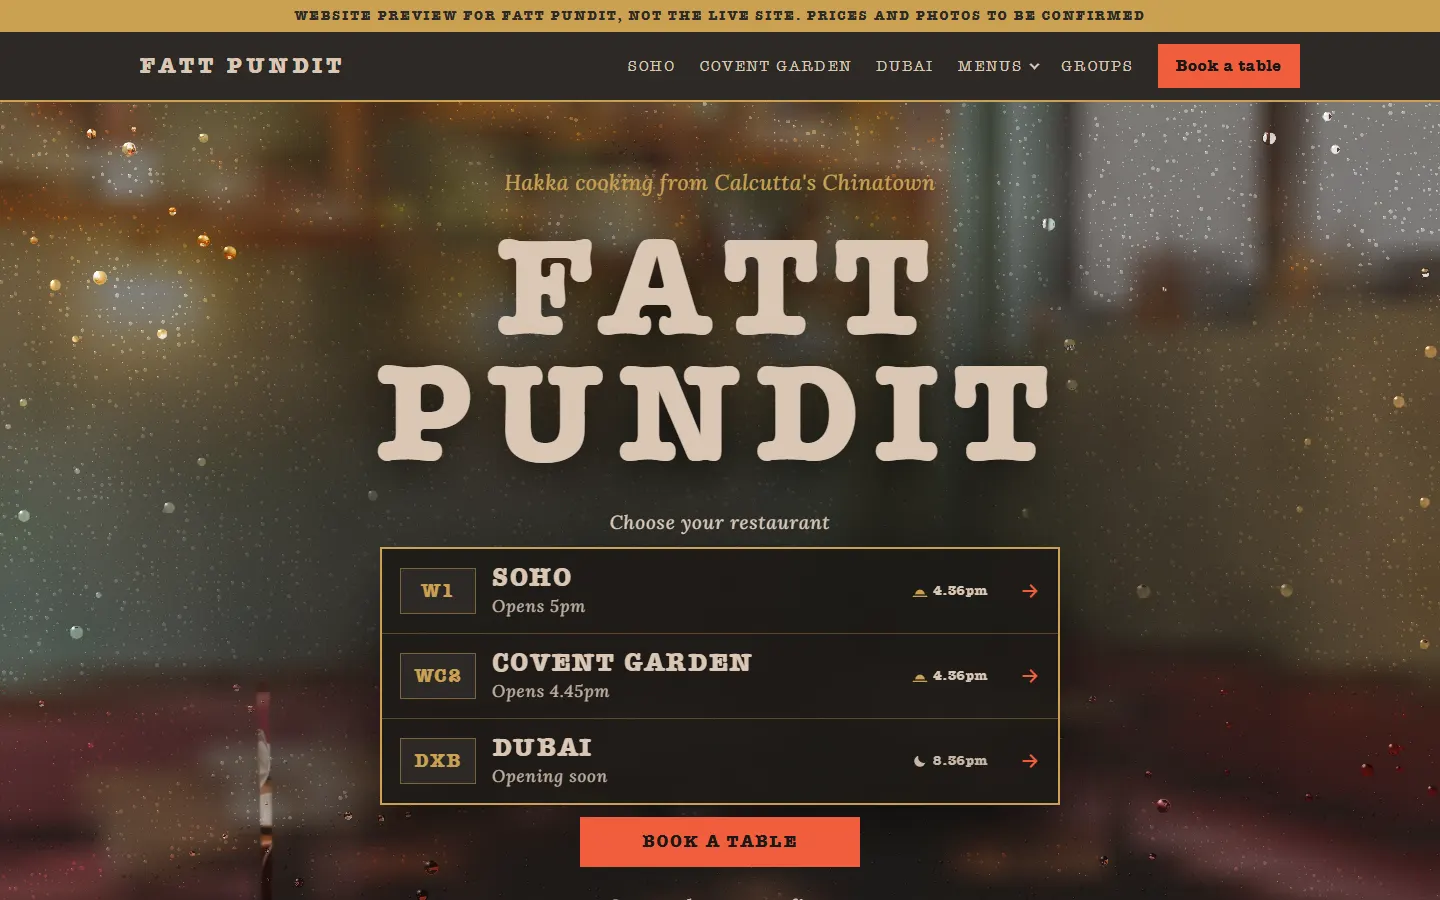 WEBSITE PREVIEW FOR FATT PUNDIT, NOT THE LIVE SITE. PRICES AND PHOTOS TO BE CONFIRMED
FATT PUNDIT
SOHO
COVENT GARDEN
DUBAI
MENUS
GROUPS
Book a table
Hakka cooking from Calcutta's Chinatown
FATT
PUNDIT
Choose your restaurant
W1
SOHO
Opens 5pm
4.36pm
WC2
COVENT GARDEN
Opens 4.45pm
4.36pm
DXB
DUBAI
Opening soon
8.36pm
BOOK A TABLE